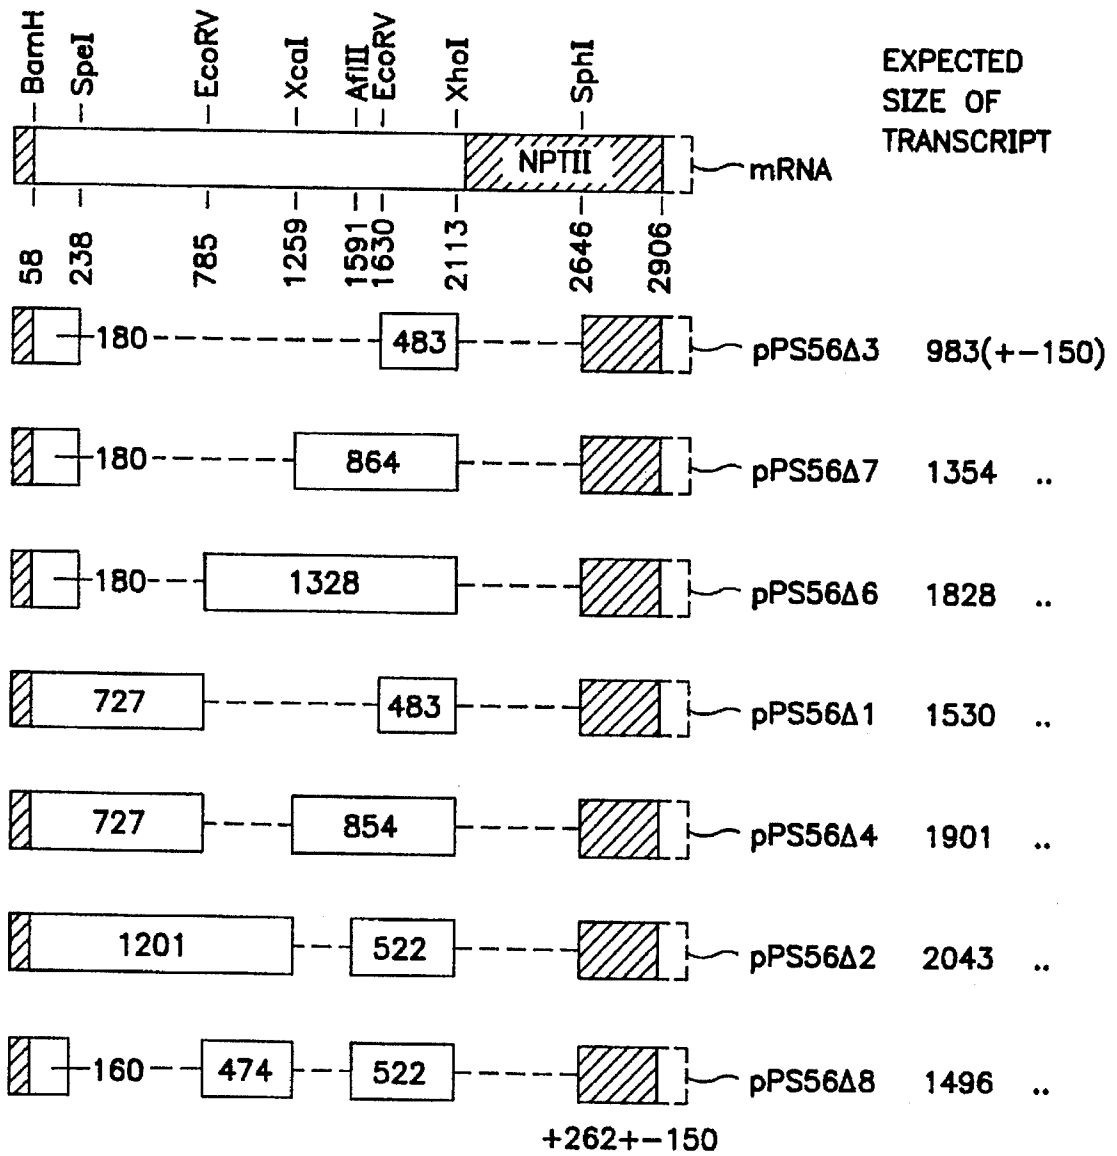 BamH
SpeI
EcoRV
XcaI
AflII
EcoRV
XhoI
SphI
EXPECTED
SIZE OF
TRANSCRIPT
NPTII
mRNA
58
238
785
1259
1591
1630
2113
2646
2906
180 483 pPS56Δ3 983(+-150)
180 864 pPS56Δ7 1354 ..
180 1328 pPS56Δ6 1828 ..
727 483 pPS56Δ1 1530 ..
727 854 pPS56Δ4 1901 ..
1201 522 pPS56Δ2 2043 ..
160 474 522 pPS56Δ8 1496 ..
+262+-150